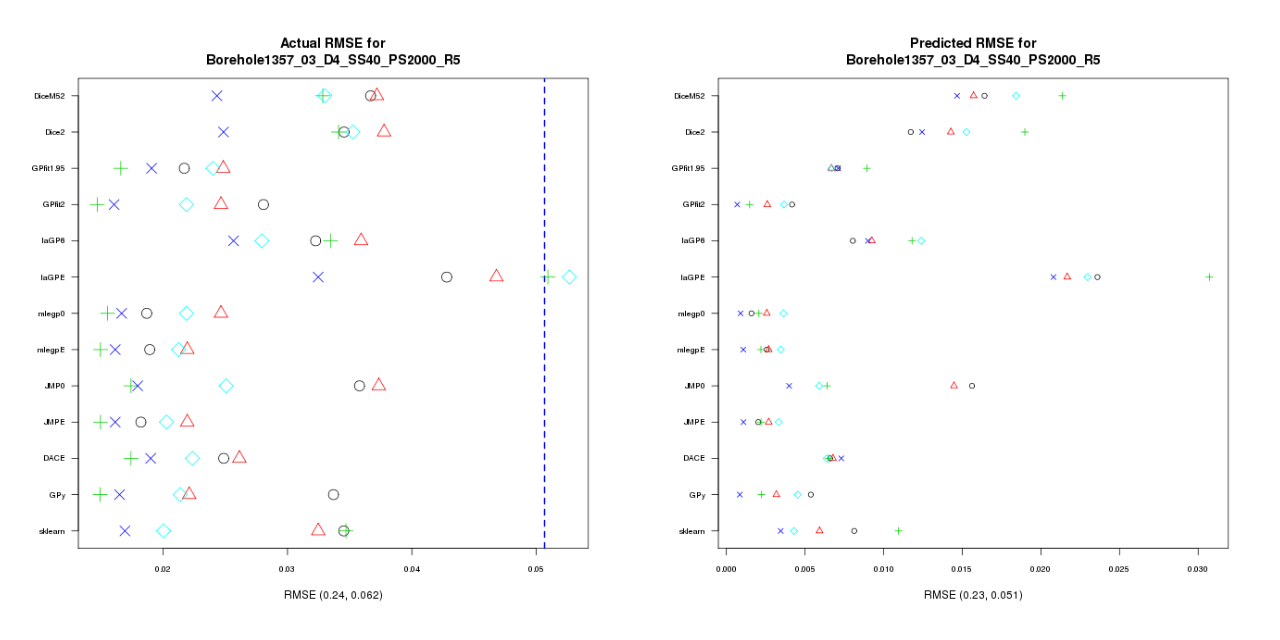 Actual RMSE for
Borehole1357_03_D4_SS40_PS2000_R5
DiceM52
Dice2
GPfit1.95
GPfit2
laGP6
laGPE
mlegp0
mlegpE
JMP0
JMPE
DACE
GPy
sklearn
0.02 0.03 0.04 0.05
RMSE (0.24, 0.062)
Predicted RMSE for
Borehole1357_03_D4_SS40_PS2000_R5
DiceM52
Dice2
GPfit1.95
GPfit2
laGP6
laGPE
mlegp0
mlegpE
JMP0
JMPE
DACE
GPy
sklearn
0.000 0.005 0.010 0.015 0.020 0.025 0.030
RMSE (0.23, 0.051)